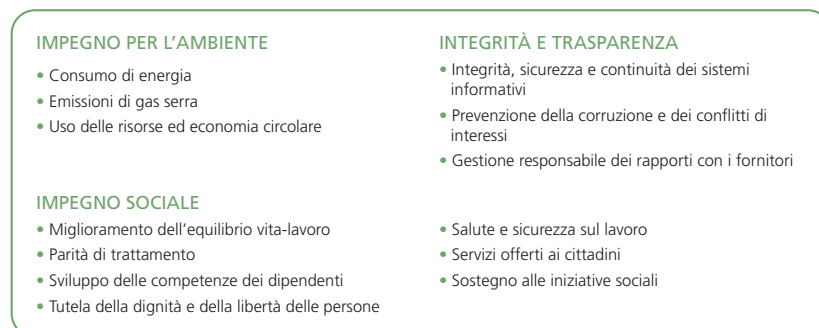 IMPEGNO PER L'AMBIENTE
• Consumo di energia
• Emissioni di gas serra
• Uso delle risorse ed economia circolare
INTEGRITÀ E TRASPARENZA
• Integrità, sicurezza e continuità dei sistemi
informativi
• Prevenzione della corruzione e dei conflitti di
interessi
• Gestione responsabile dei rapporti con i fornitori
IMPEGNO SOCIALE
• Miglioramento dell'equilibrio vita-lavoro
• Parità di trattamento
• Sviluppo delle competenze dei dipendenti
• Tutela della dignità e della libertà delle persone
• Salute e sicurezza sul lavoro
• Servizi offerti ai cittadini
• Sostegno alle iniziative sociali